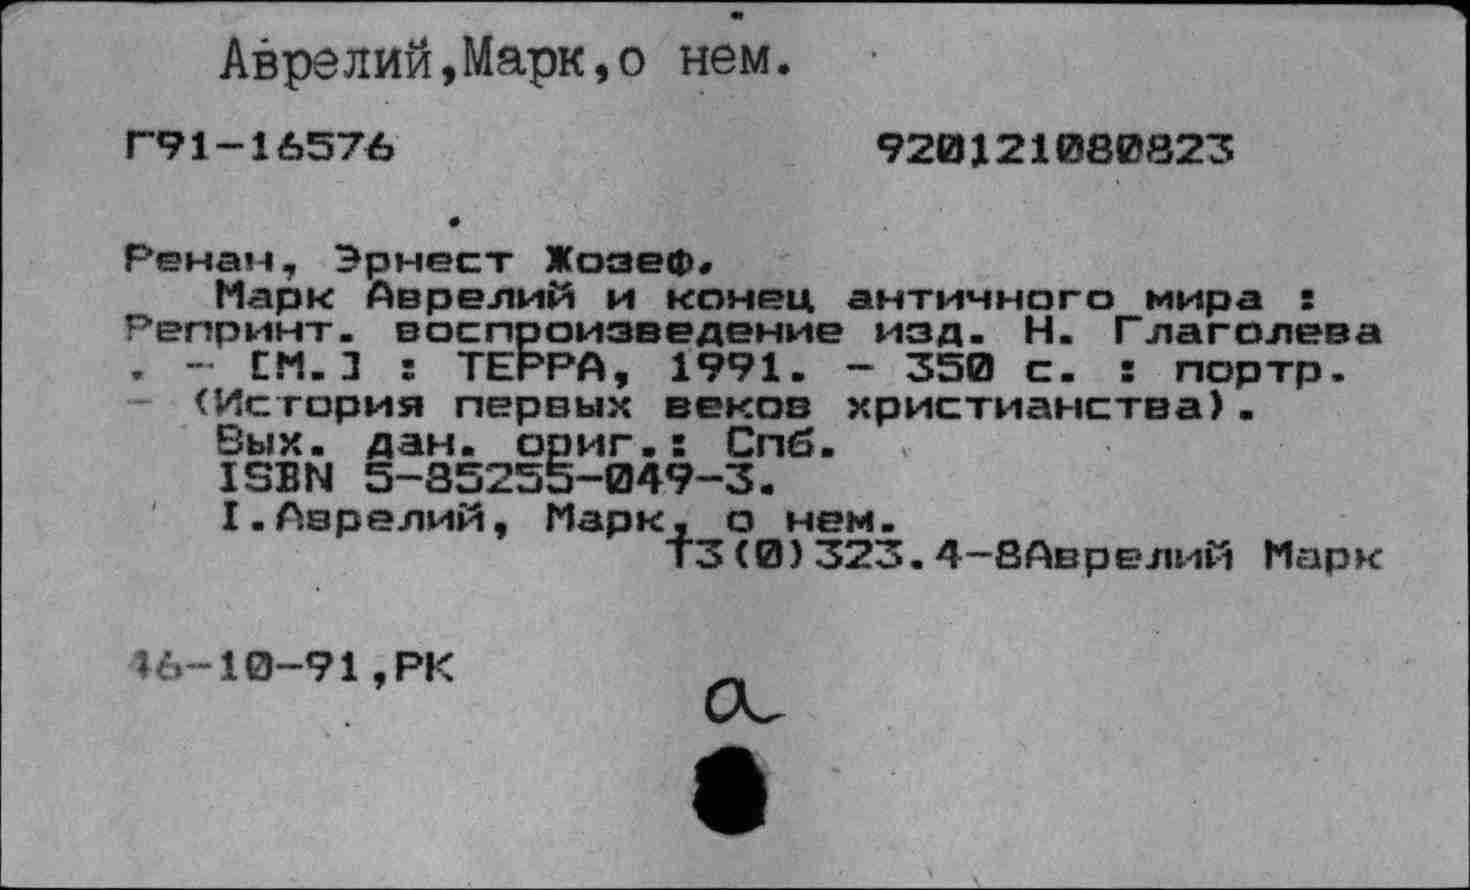 Аврелий,Марк,о нем.
Г91-16576 920121080823
Ренан, Эрнест Жозеф.
Марк Аврелий и конец античного мира :
Репринт. воспроизведение изд. Н. Глаголева
. - [М.] : ТЕРРА, 1991. - 350 с. : портр.
- (История первых веков христианства).
Вых. дан. ориг.: Спб.
ISBN 5-85255-049-3.
I.Аврелий, Марк, о нем.
Т3(0)323.4-8Аврелий Марк
16-10-91,РК
а